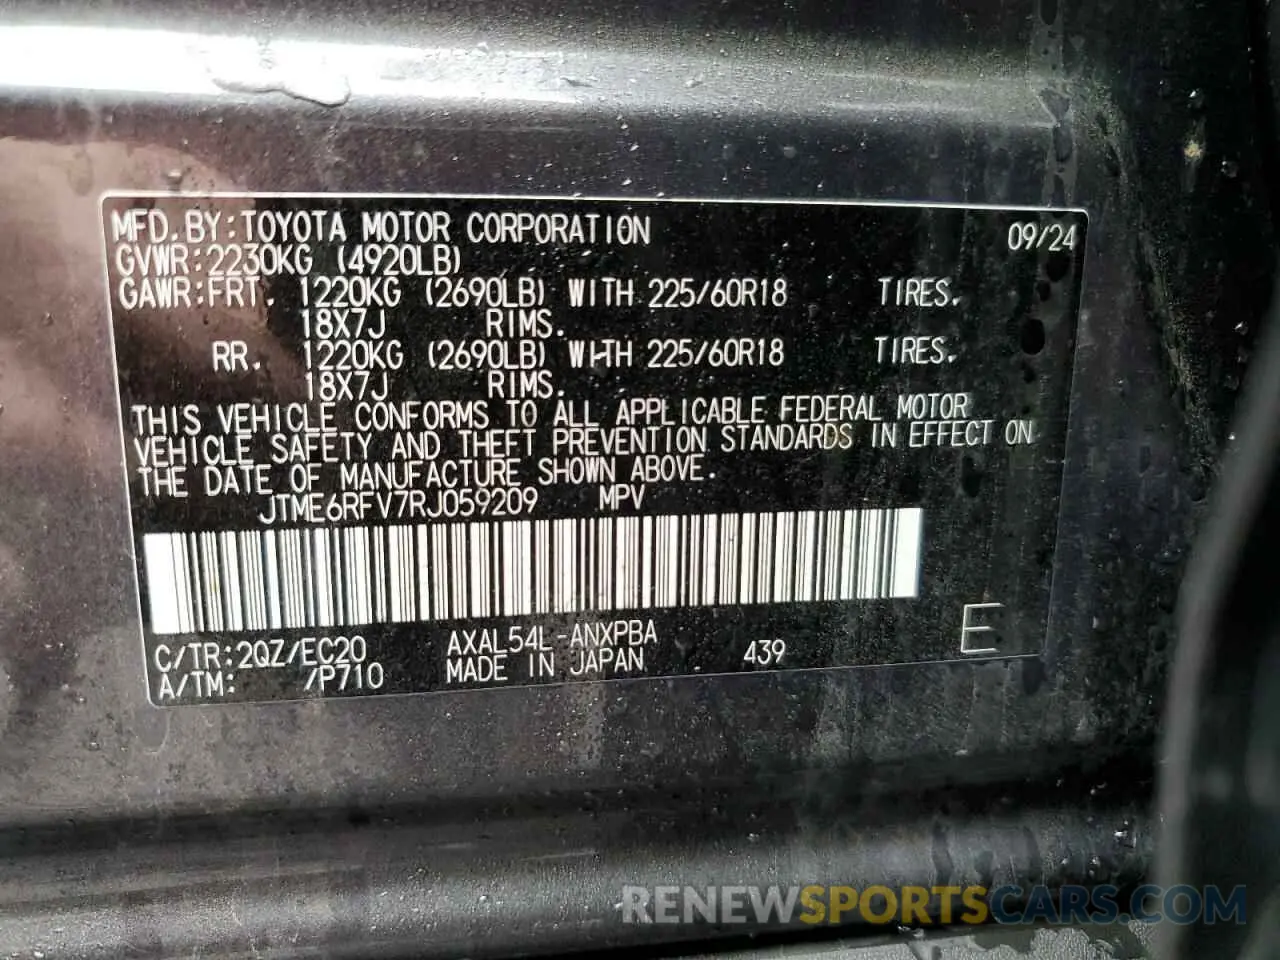 MFD.BY:TOYOTA MOTOR CORPORATION 09/24
GVWR:2230KG (4920LB)
GAWR:FRT. 1220KG (2690LB) WITH 225/60R18 TIRES.
18X7J RIMS.
RR. 1220KG (2690LB) WITH 225/60R18 TIRES.
18X7J RIMS.
THIS VEHICLE CONFORMS TO ALL APPLICABLE FEDERAL MOTOR
VEHICLE SAFETY AND THEFT PREVENTION STANDARDS IN EFFECT ON
THE DATE OF MANUFACTURE SHOWN ABOVE.
JTME6RFV7RJ059209 MPV
C/TR:2QZ/EC20 AXAL54L-ANXPBA
A/TM: /P710 MADE IN JAPAN 439 E
RENEWSPORTSCARS.COM